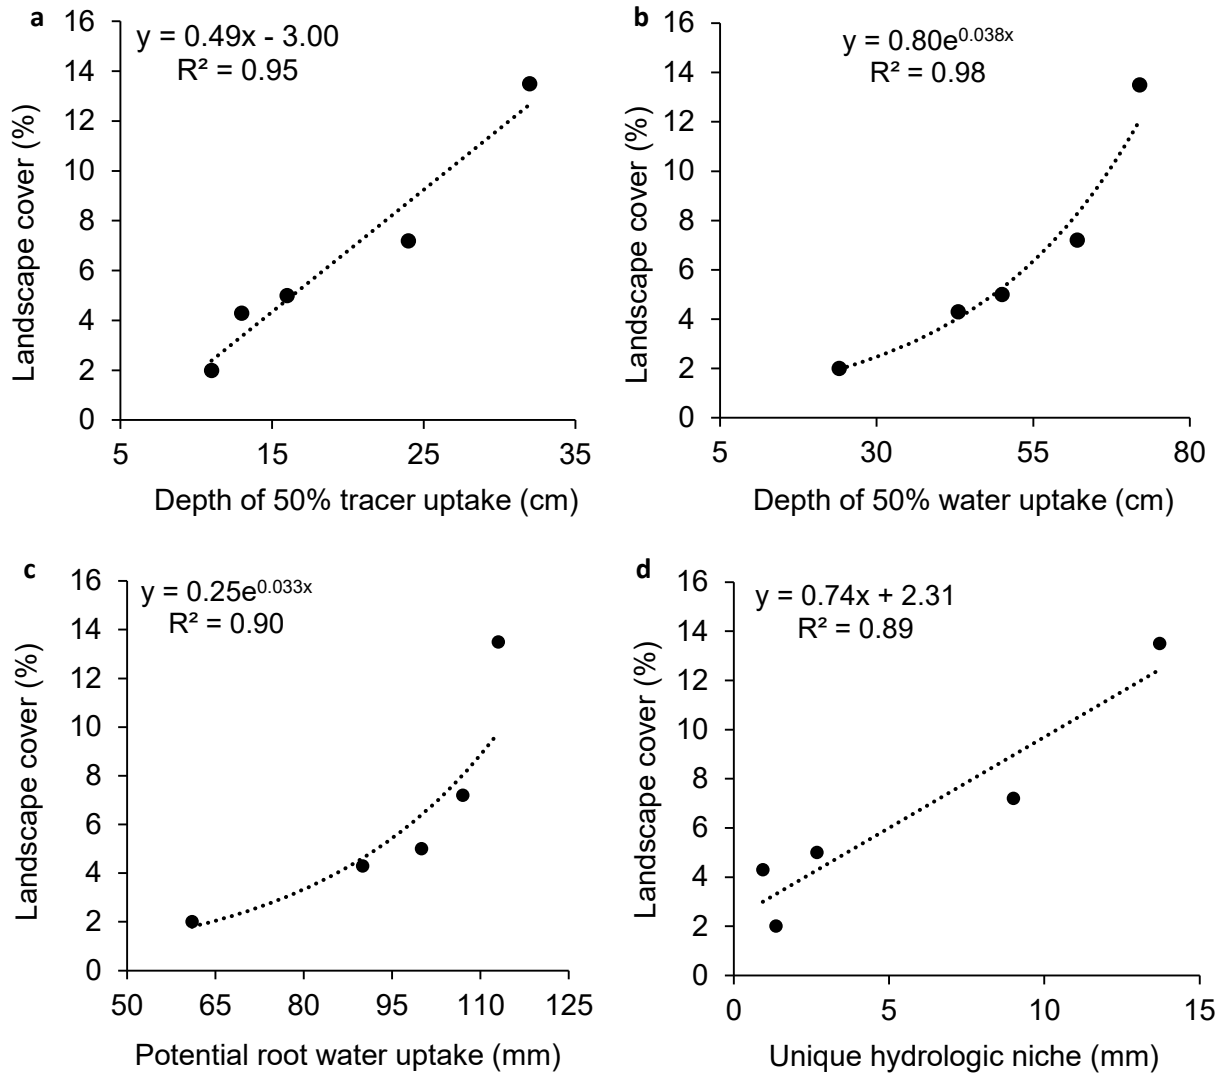 a
y = 0.49x - 3.00
R² = 0.95
16
14
12
10
8
6
4
2
0
Landscape cover (%)
5 15 25 35
Depth of 50% tracer uptake (cm)
b
y = 0.80e^0.038x
R² = 0.98
16
14
12
10
8
6
4
2
0
Landscape cover (%)
5 30 55 80
Depth of 50% water uptake (cm)
c
y = 0.25e^0.033x
R² = 0.90
16
14
12
10
8
6
4
2
0
Landscape cover (%)
50 65 80 95 110 125
Potential root water uptake (mm)
d
y = 0.74x + 2.31
R² = 0.89
16
14
12
10
8
6
4
2
0
Landscape cover (%)
0 5 10 15
Unique hydrologic niche (mm)